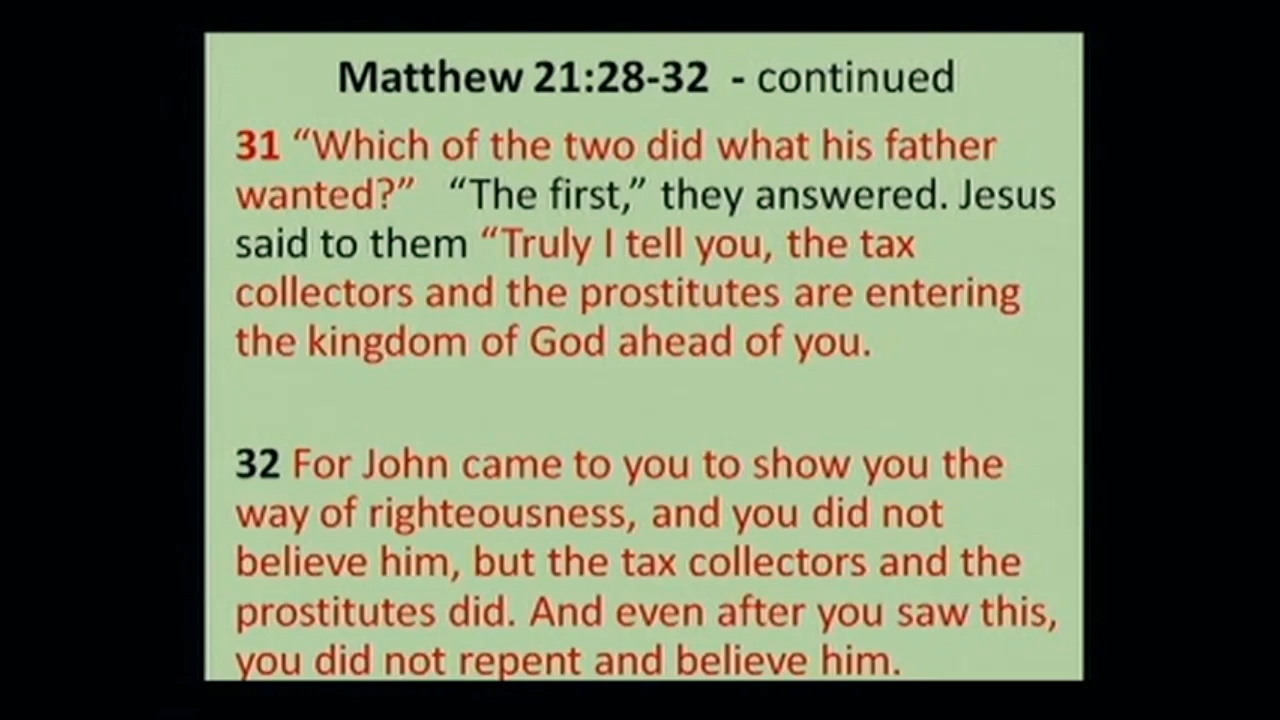 Matthew 21:28-32  - continued
31 “Which of the two did what his father
wanted?”   “The first,” they answered. Jesus
said to them “Truly I tell you, the tax
collectors and the prostitutes are entering
the kingdom of God ahead of you.
32 For John came to you to show you the
way of righteousness, and you did not
believe him, but the tax collectors and the
prostitutes did. And even after you saw this,
you did not repent and believe him.